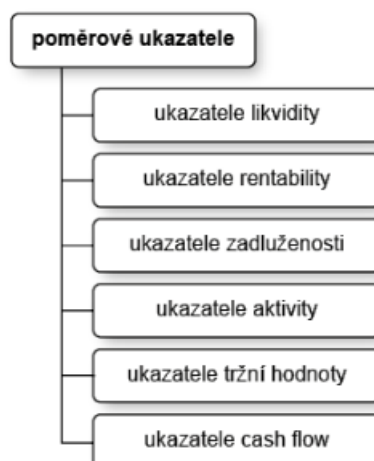 poměrové ukazatele
ukazatele likvidity
ukazatele rentability
ukazatele zadluženosti
ukazatele aktivity
ukazatele tržní hodnoty
ukazatele cash flow